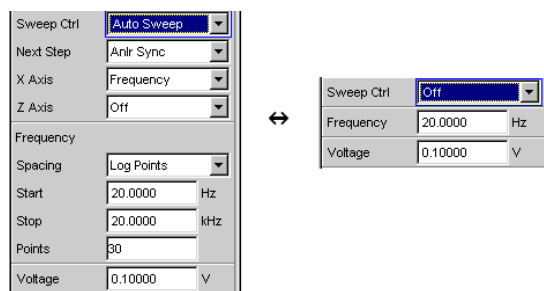 Sweep Ctrl Auto Sweep
Next Step Anlr Sync
X Axis Frequency
Z Axis Off
Frequency
Spacing Log Points
Start 20.0000 Hz
Stop 20.0000 kHz
Points 30
Voltage 0.10000 V
⇔
Sweep Ctrl Off
Frequency 20.0000 Hz
Voltage 0.10000 V